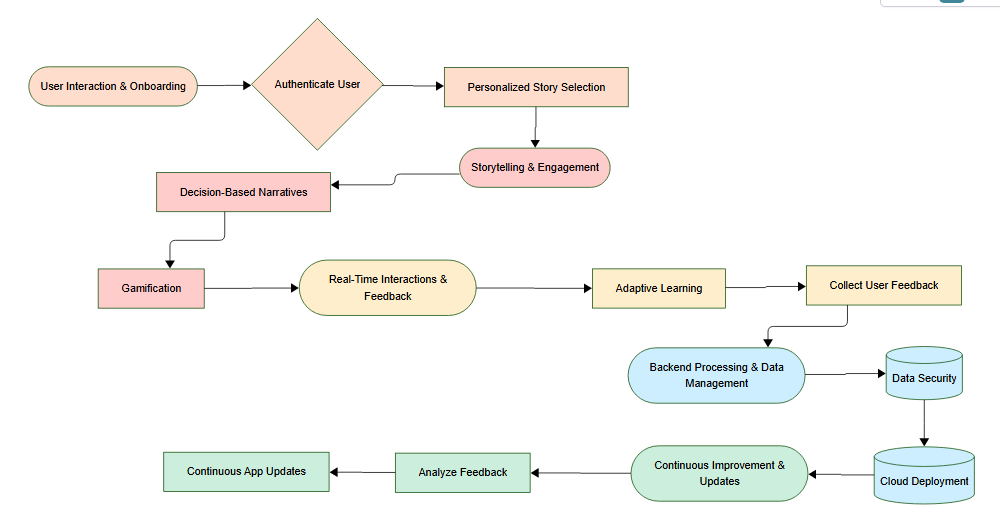 User Interaction & Onboarding
Authenticate User
Personalized Story Selection
Storytelling & Engagement
Decision-Based Narratives
Gamification
Real-Time Interactions &
Feedback
Adaptive Learning
Collect User Feedback
Backend Processing & Data
Management
Data Security
Cloud Deployment
Continuous Improvement &
Updates
Analyze Feedback
Continuous App Updates